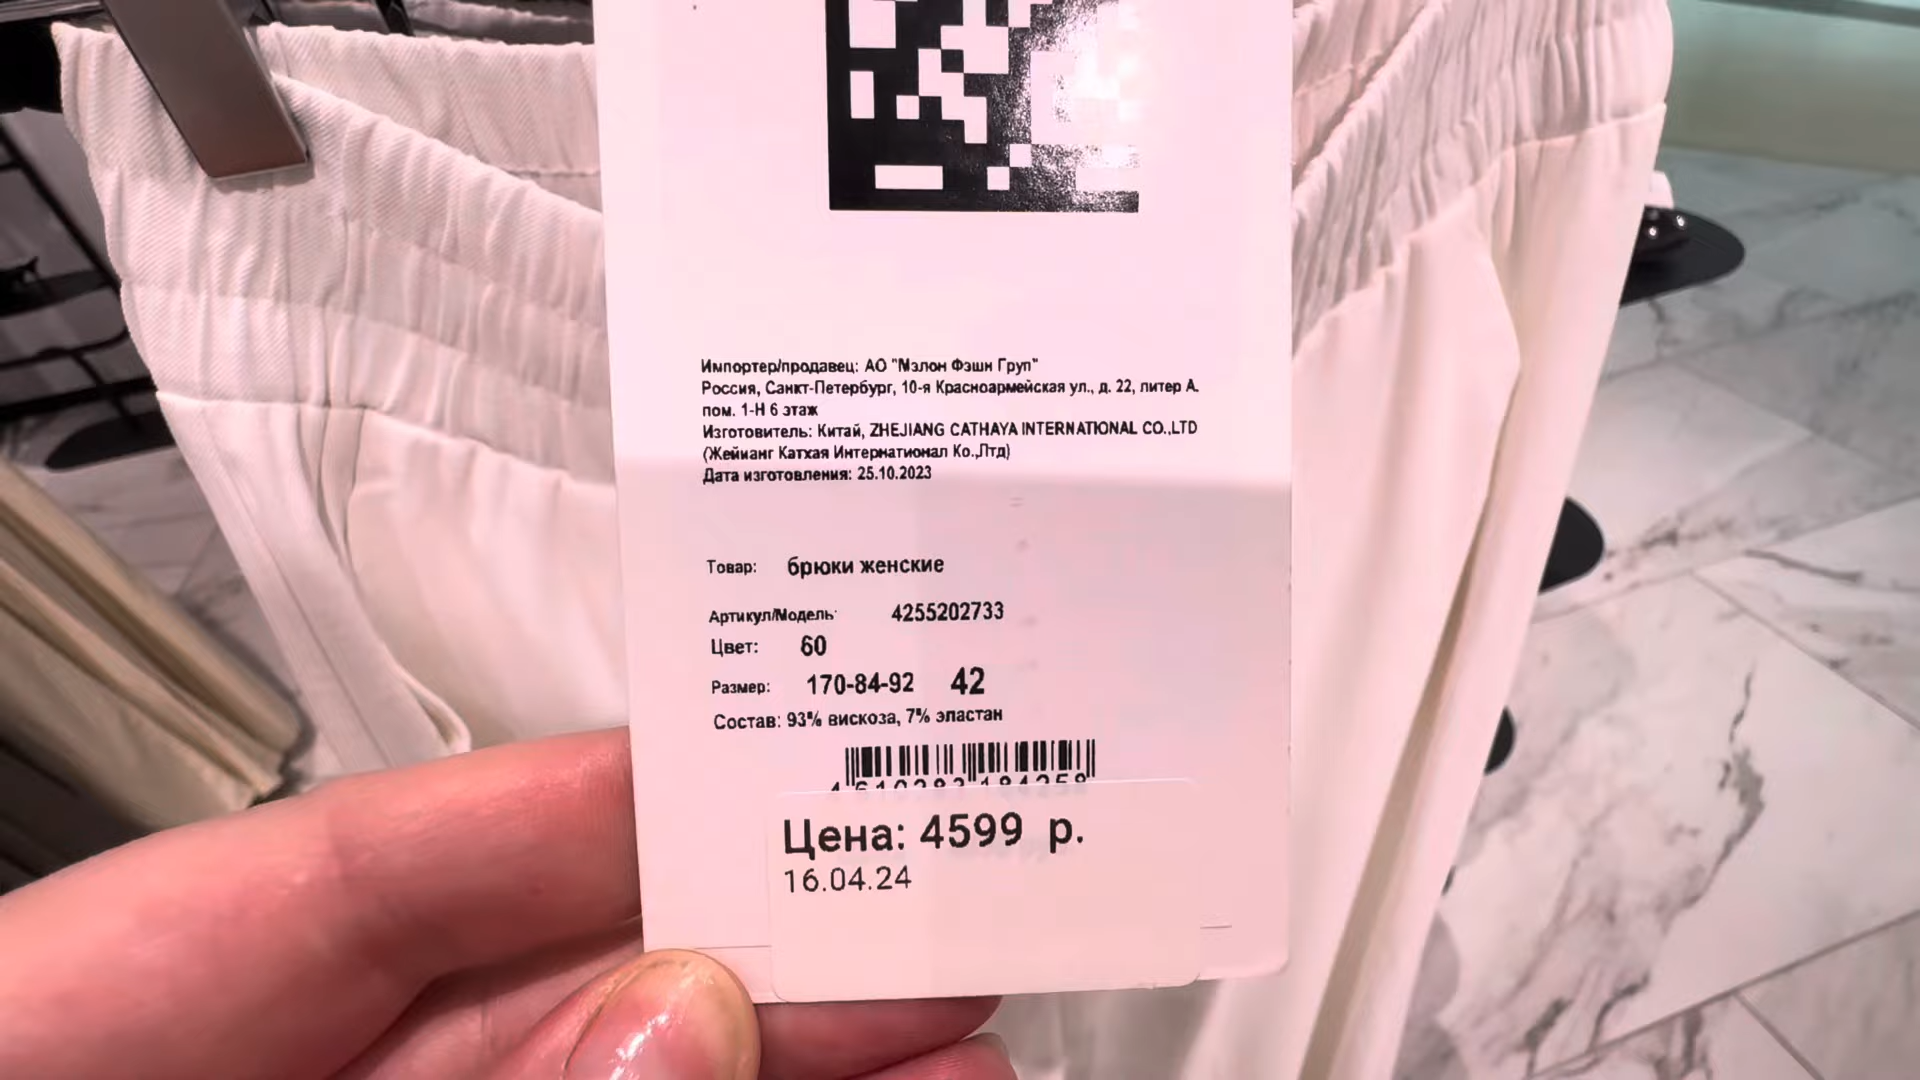 Импортер/продавец: АО "Мэлон Фэшн Груп"
Россия, Санкт-Петербург, 10-я Красноармейская ул., д. 22, литер А.
пом. 1-Н 6 этаж
Изготовитель: Китай, ZHEJIANG CATHAYA INTERNATIONAL CO.,LTD
(Жейианг Катхая Интернатионал Ко.,Лтд)
Дата изготовления: 25.10.2023
Товар: брюки женские
Артикул/Модель: 4255202733
Цвет: 60
Размер: 170-84-92 42
Состав: 93% вискоза, 7% эластан
Цена: 4599 р.
16.04.24